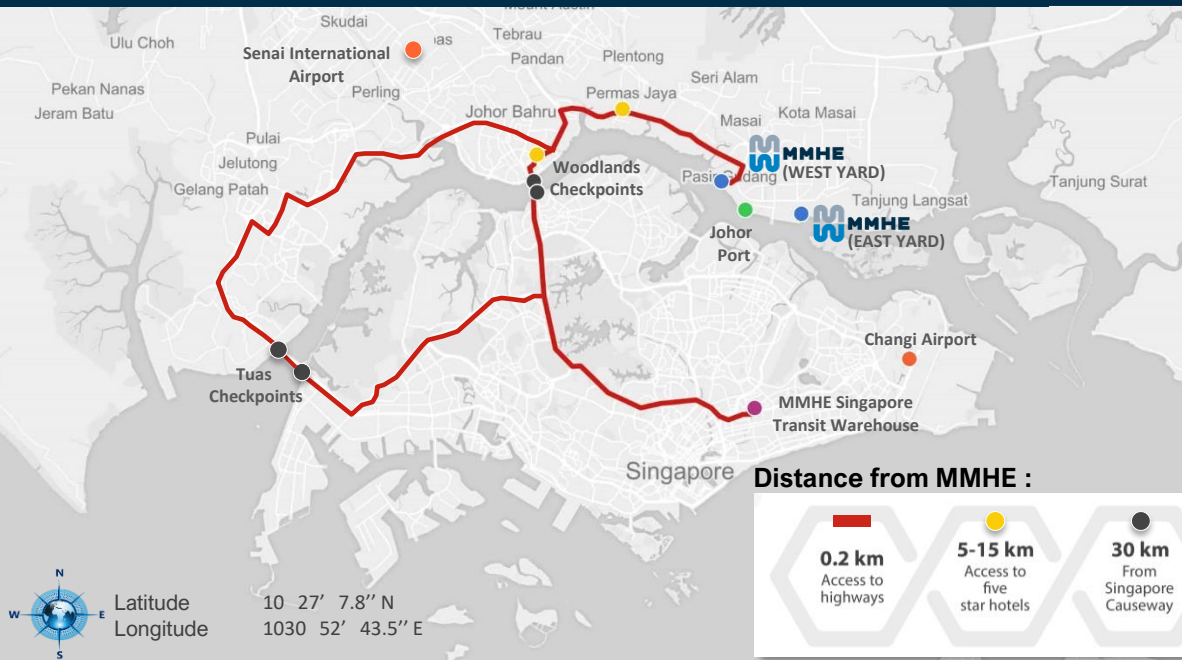 Mount Austin
Skudai
Ulu Choh
Tebrau
Senai International
Airport
Pandan
Plentong
Pekan Nanas
Perling
Seri Alam
Jeram Batu
Permas Jaya
Johor Bahru
Masai
Kota Masai
Pulai
MMHE
(WEST YARD)
Jelutong
Woodlands
Checkpoints
Gelang Patah
Pasir Gudang
Tanjung Surat
Tanjung Langsat
MMHE
(EAST YARD)
Johor
Port
Changi Airport
Tuas
Checkpoints
MMHE Singapore
Transit Warehouse
Singapore
Distance from MMHE :
0.2 km
Access to
highways
5-15 km
Access to
five
star hotels
30 km
From
Singapore
Causeway
N
W
E
S
Latitude 10 27’ 7.8’’ N
Longitude 1030 52’ 43.5’’ E